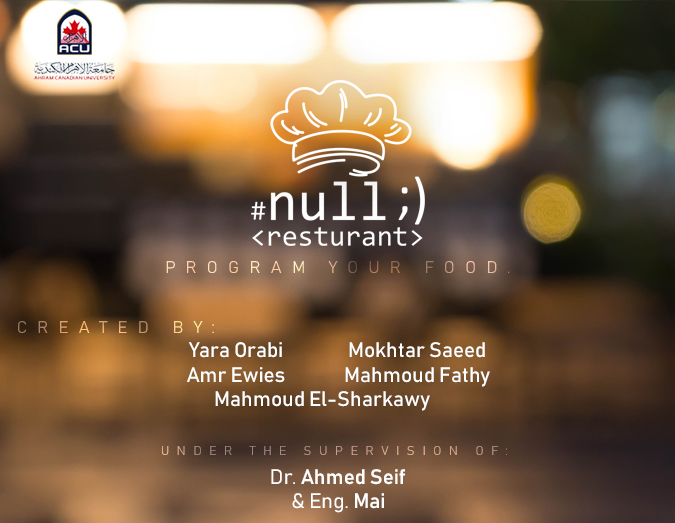 ACU
جامعة الاهرام الكندية
AHRAM CANADIAN UNIVERSITY
#null;)
<resturant>
PROGRAM YOUR FOOD.
CREATED BY:
Yara Orabi Mokhtar Saeed
Amr Ewies Mahmoud Fathy
Mahmoud El-Sharkawy
UNDER THE SUPERVISION OF:
Dr. Ahmed Seif
& Eng. Mai